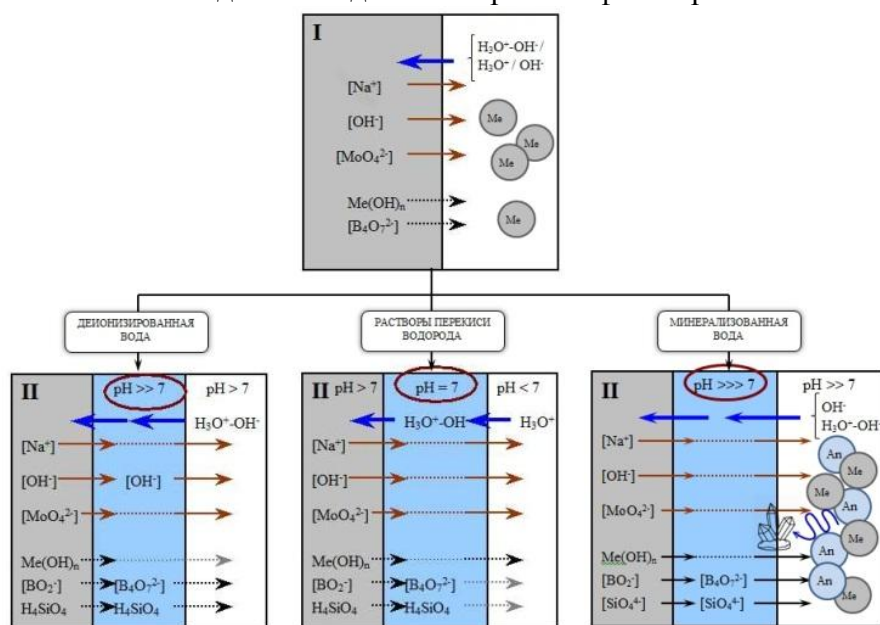 I
H₃O⁺-OH⁻/
H₃O⁺ / OH⁻
[Na⁺]
[OH⁻]
Me
Me
[MoO₄²⁻]
Me
Me(OH)ₙ
[B₄O₇²⁻]
Me
ДЕИОНИЗИРОВАННАЯ
ВОДА
РАСТВОРЫ ПЕРЕКИСИ
ВОДОРОДА
МИНЕРАЛИЗОВАННАЯ
ВОДА
II
pH >> 7
pH > 7
H₃O⁺-OH⁻
[Na⁺]
[OH⁻]
[OH⁻]
[MoO₄²⁻]
Me(OH)ₙ
[BO₂⁻]
[B₄O₇²⁻]
H₄SiO₄
H₄SiO₄
II
pH > 7
pH = 7
pH < 7
H₃O⁺-OH⁻
H₃O⁺
[Na⁺]
[OH⁻]
[MoO₄²⁻]
Me(OH)ₙ
[BO₂⁻]
[B₄O₇²⁻]
H₄SiO₄
H₄SiO₄
II
pH >>> 7
pH >> 7
OH⁻
H₃O⁺-OH⁻
[Na⁺]
An
Me
[OH⁻]
Me
[MoO₄²⁻]
An
Me
Me(OH)ₙ
An
[BO₂⁻]
[B₄O₇²⁻]
An
[SiO₄⁴⁻]
[SiO₄⁴⁻]
Me